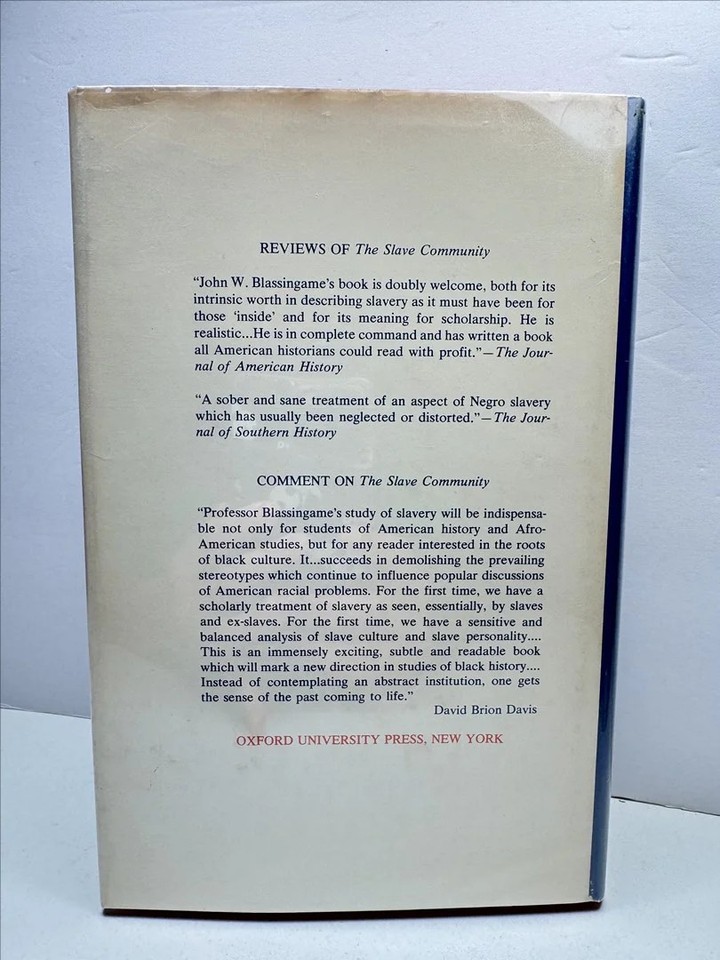 REVIEWS OF The Slave Community
“John W. Blassingame’s book is doubly welcome, both for its
intrinsic worth in describing slavery as it must have been for
those ‘inside’ and for its meaning for scholarship. He is
realistic...He is in complete command and has written a book
all American historians could read with profit.”—The Jour-
nal of American History
“A sober and sane treatment of an aspect of Negro slavery
which has usually been neglected or distorted.”—The Jour-
nal of Southern History
COMMENT ON The Slave Community
“Professor Blassingame’s study of slavery will be indispensa-
ble not only for students of American history and Afro-
American studies, but for any reader interested in the roots
of black culture. It...succeeds in demolishing the prevailing
stereotypes which continue to influence popular discussions
of American racial problems. For the first time, we have a
scholarly treatment of slavery as seen, essentially, by slaves
and ex-slaves. For the first time, we have a sensitive and
balanced analysis of slave culture and slave personality....
This is an immensely exciting, subtle and readable book
which will mark a new direction in studies of black history....
Instead of contemplating an abstract institution, one gets
the sense of the past coming to life.”
David Brion Davis
OXFORD UNIVERSITY PRESS, NEW YORK